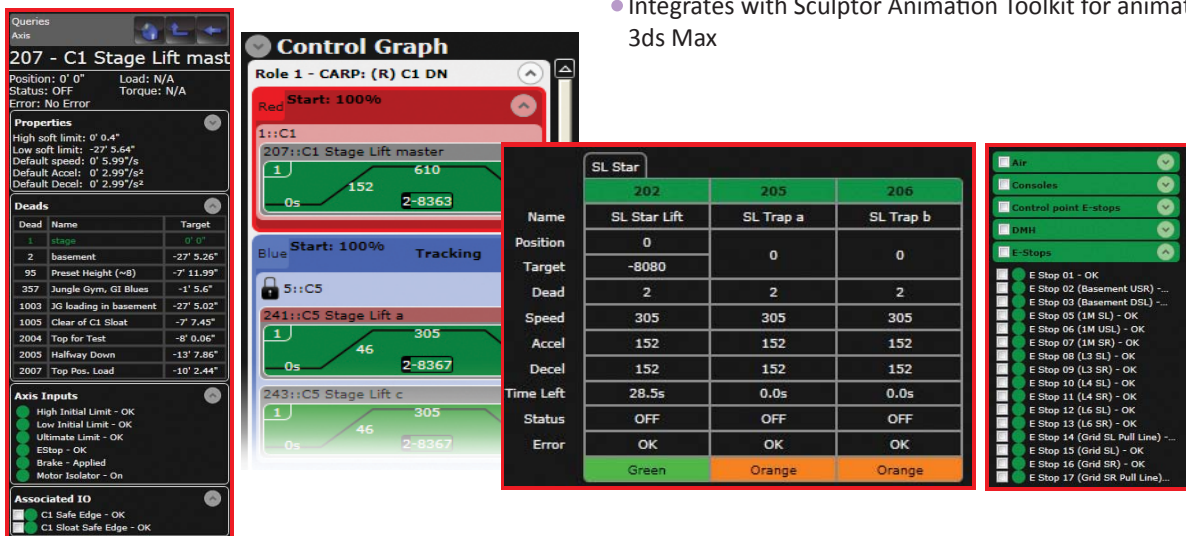 Integrates with Sculptor Animation Toolkit for animat
3ds Max
Queries
Axis
207 - C1 Stage Lift mast
Position: 0' 0" Load: N/A
Status: OFF Torque: N/A
Error: No Error
Properties
High soft limit: 0' 0.4"
Low soft limit: -27' 5.64"
Default speed: 0' 5.99"/s
Default Accel: 0' 2.99"/s²
Default Decel: 0' 2.99"/s²
Deads
Dead Name Target
1 stage 0' 0"
2 basement -27' 5.26"
95 Preset Height (~8) -7' 11.99"
357 Jungle Gym, GI Blues -1' 5.6"
1003 JG loading in basement -27' 5.02"
1005 Clear of C1 Sloat -7' 7.45"
2004 Top for Test -8' 0.06"
2005 Halfway Down -13' 7.86"
2007 Top Pos. Load -10' 2.44"
Axis Inputs
High Initial Limit - OK
Low Initial Limit - OK
Ultimate Limit - OK
EStop - OK
Brake - Applied
Motor Isolator - On
Associated IO
C1 Safe Edge - OK
C1 Sloat Safe Edge - OK
Control Graph
Role 1 - CARP: (R) C1 DN
Red Start: 100%
1::C1
207::C1 Stage Lift master
1 610
152
0s 2-8363
Blue Start: 100% Tracking
5::C5
241::C5 Stage Lift a
1 305
46
0s 2-8367
243::C5 Stage Lift c
1 305
46
0s 2-8367
SL Star
202 205 206
Name SL Star Lift SL Trap a SL Trap b
Position 0 0 0
Target -8080
Dead 2 2 2
Speed 305 305 305
Accel 152 152 152
Decel 152 152 152
Time Left 28.5s 0.0s 0.0s
Status OFF OFF OFF
Error OK OK OK
Green Orange Orange
Air
Consoles
Control point E-stops
DMH
E-Stops
E Stop 01 - OK
E Stop 02 (Basement USR) -...
E Stop 03 (Basement DSL) -...
E Stop 05 (1M SL) - OK
E Stop 06 (1M USL) - OK
E Stop 07 (1M SR) - OK
E Stop 08 (L3 SL) - OK
E Stop 09 (L3 SR) - OK
E Stop 10 (L4 SL) - OK
E Stop 11 (L4 SR) - OK
E Stop 12 (L6 SL) - OK
E Stop 13 (L6 SR) - OK
E Stop 14 (Grid SL Pull Line) -...
E Stop 15 (Grid SL) - OK
E Stop 16 (Grid SR) - OK
E Stop 17 (Grid SR Pull Line)...